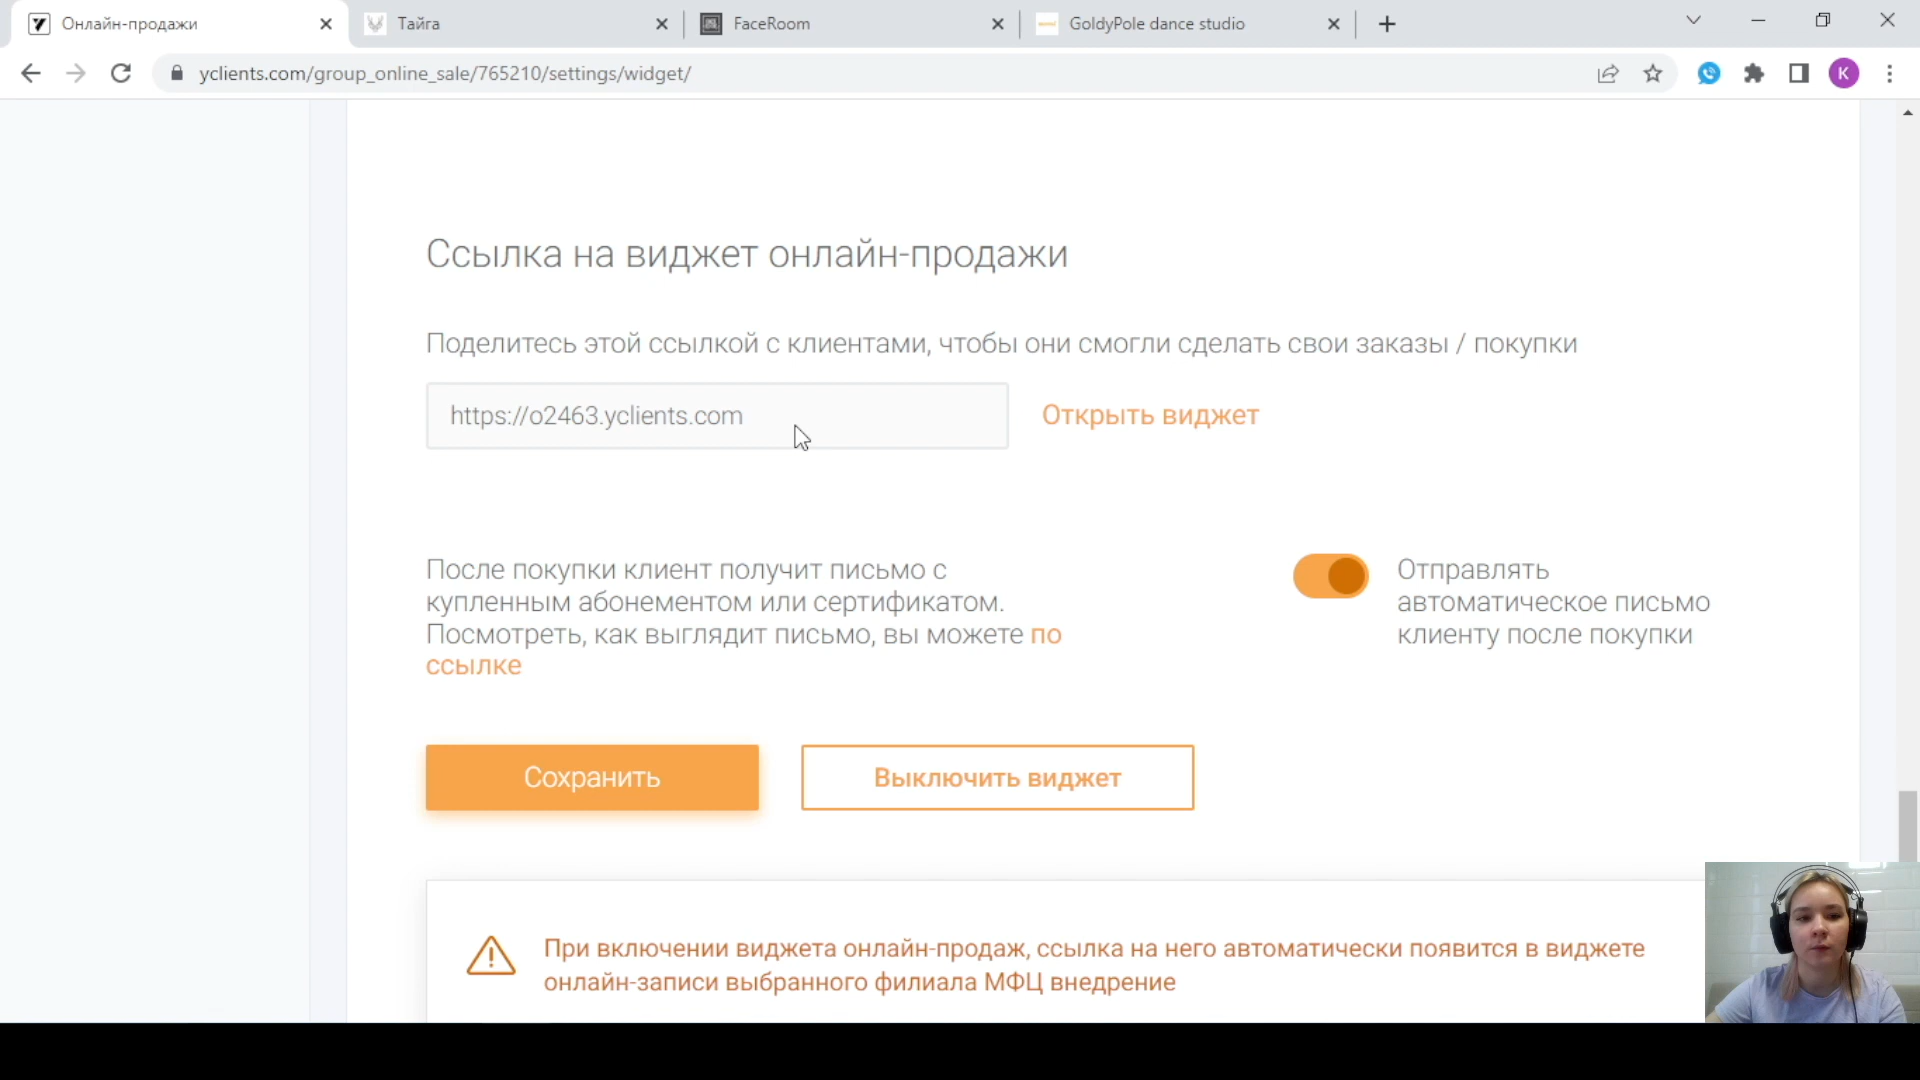 Онлайн-продажи
Тайга
FaceRoom
GoldyPole dance studio
yclients.com/group_online_sale/765210/settings/widget/
K
Ссылка на виджет онлайн-продажи
Поделитесь этой ссылкой с клиентами, чтобы они смогли сделать свои заказы / покупки
https://o2463.yclients.com
Открыть виджет
После покупки клиент получит письмо с
купленным абонементом или сертификатом.
Посмотреть, как выглядит письмо, вы можете по
ссылке
Отправлять
автоматическое письмо
клиенту после покупки
Сохранить
Выключить виджет
При включении виджета онлайн-продаж, ссылка на него автоматически появится в виджете
онлайн-записи выбранного филиала МФЦ внедрение